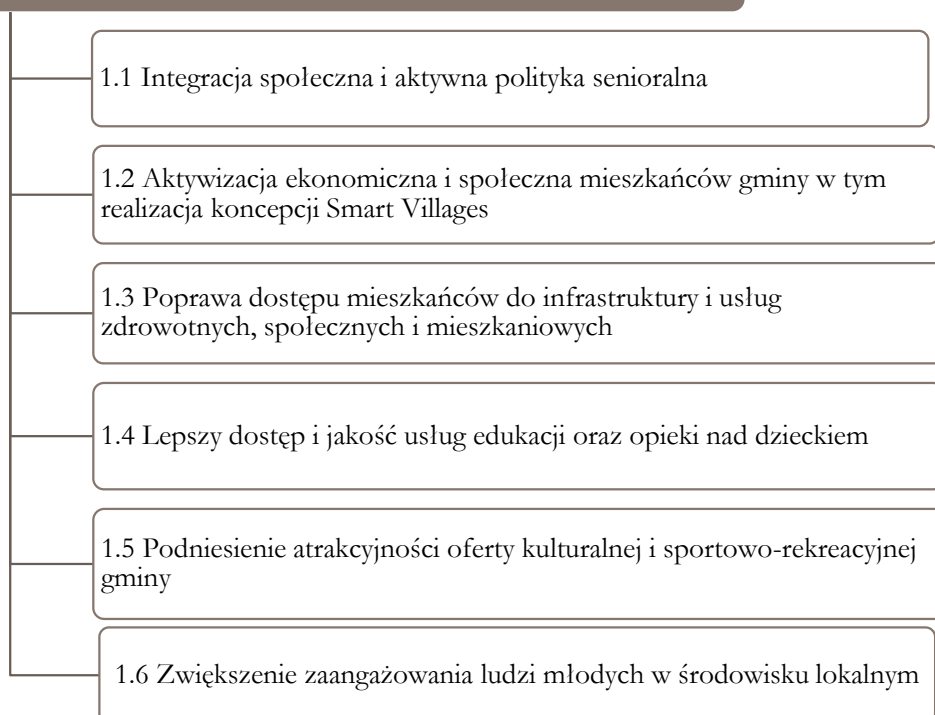 1.1 Integracja społeczna i aktywna polityka senioralna
1.2 Aktywizacja ekonomiczna i społeczna mieszkańców gminy w tym
realizacja koncepcji Smart Villages
1.3 Poprawa dostępu mieszkańców do infrastruktury i usług
zdrowotnych, społecznych i mieszkaniowych
1.4 Lepszy dostęp i jakość usług edukacji oraz opieki nad dzieckiem
1.5 Podniesienie atrakcyjności oferty kulturalnej i sportowo-rekreacyjnej
gminy
1.6 Zwiększenie zaangażowania ludzi młodych w środowisku lokalnym